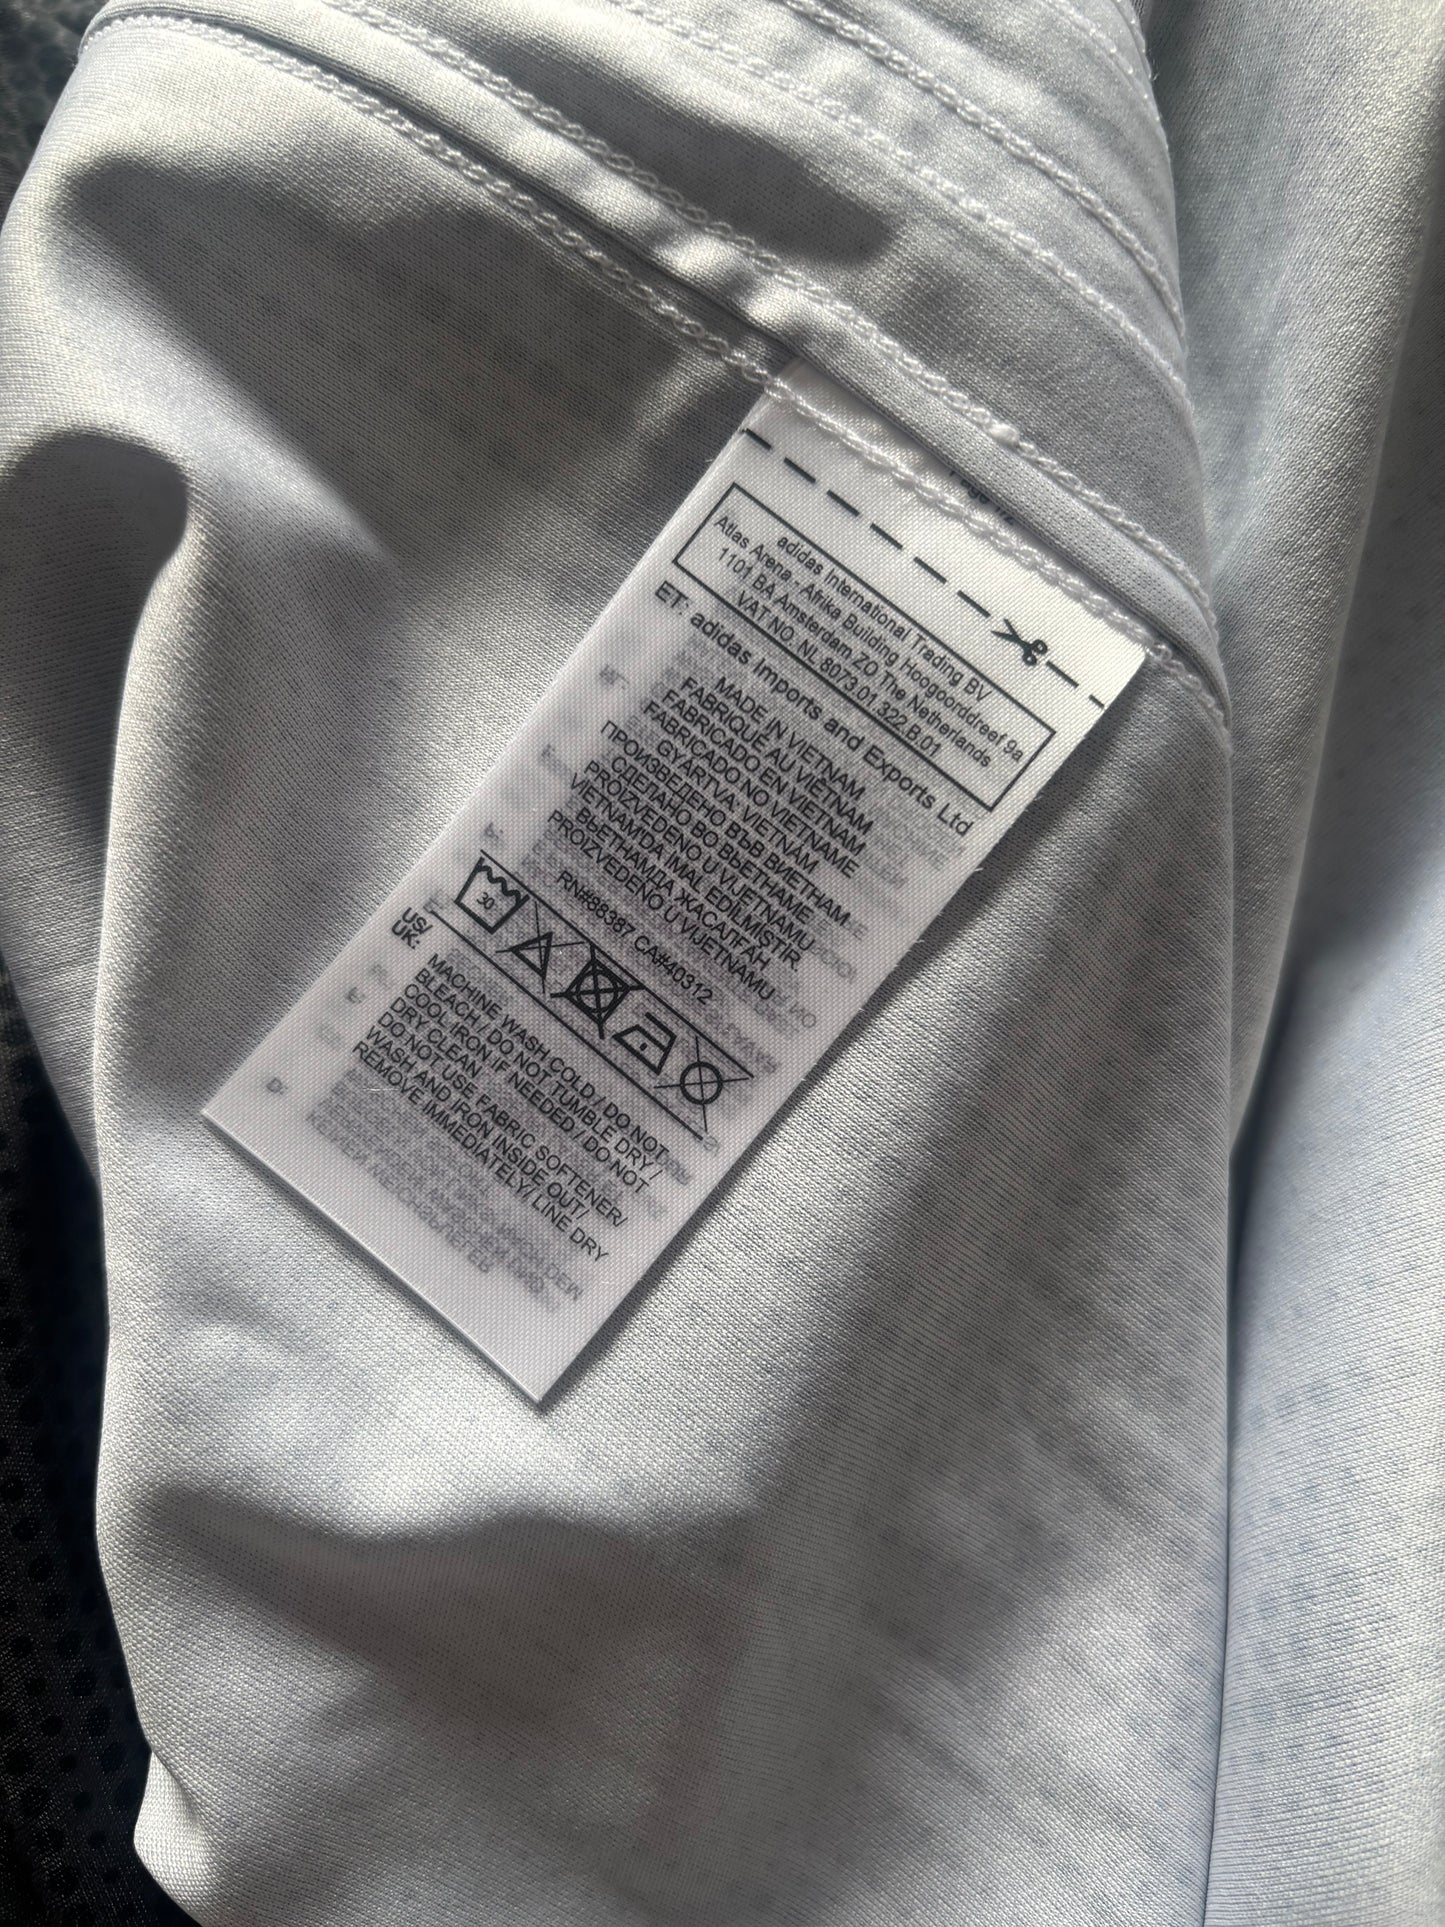 adidas International Trading BV
Atlas Arena - Afrika Building Hoogoorddreef 9a
1101 BA Amsterdam ZO The Netherlands
VAT NO. NL 8073.01.322.B.01
ET: adidas Imports and Exports Ltd
MADE IN VIETNAM
FABRIQUÉ AU VIÊTNAM
FABRICADO EN VIETNAM
FABRICADO NO VIETNAME
GYÁRTVA: VIETNÁM
ПРОИЗВЕДЕНО ВЪВ ВИЕТНАМ
СДЕЛАНО ВО ВЬЕТНАМЕ
PROIZVEDENO U VIJETNAMU
VIETNAM'DA İMAL EDİLMİŞTİR.
ВЬЕТНАМДА ЖАСАЛҒАН
PROIZVEDENO U VIJETNAMU
RN#88387 CA#40312
30°
US/
UK:
MACHINE WASH COLD / DO NOT
BLEACH / DO NOT TUMBLE DRY /
COOL IRON IF NEEDED / DO NOT
DRY CLEAN
DO NOT USE FABRIC SOFTENER/
WASH AND IRON INSIDE OUT/
REMOVE IMMEDIATELY/ LINE DRY